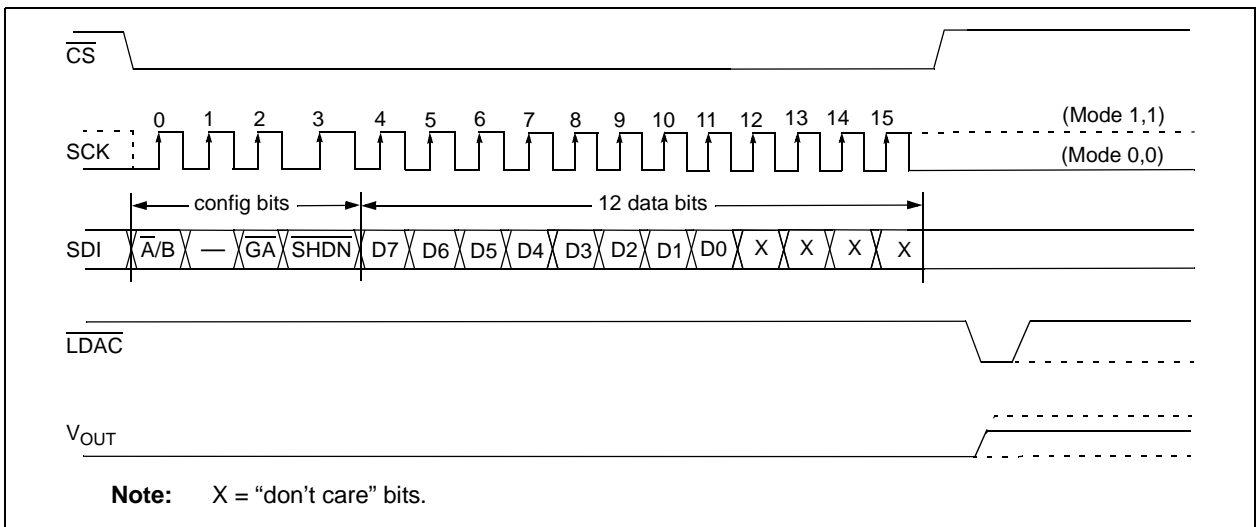 CS
0 1 2 3 4 5 6 7 8 9 10 11 12 13 14 15
(Mode 1,1)
SCK
(Mode 0,0)
config bits
12 data bits
SDI
A/B — GA SHDN D7 D6 D5 D4 D3 D2 D1 D0 X X X X
LDAC
VOUT
Note: X = “don’t care” bits.